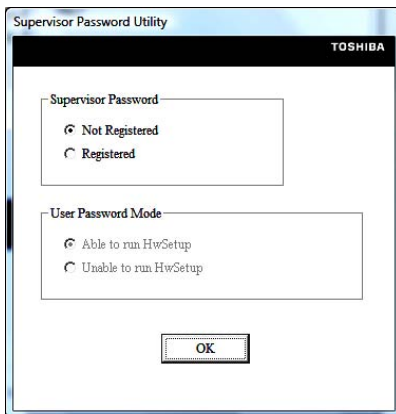 Supervisor Password Utility
TOSHIBA
Supervisor Password
Not Registered
Registered
User Password Mode
Able to run HwSetup
Unable to run HwSetup
OK